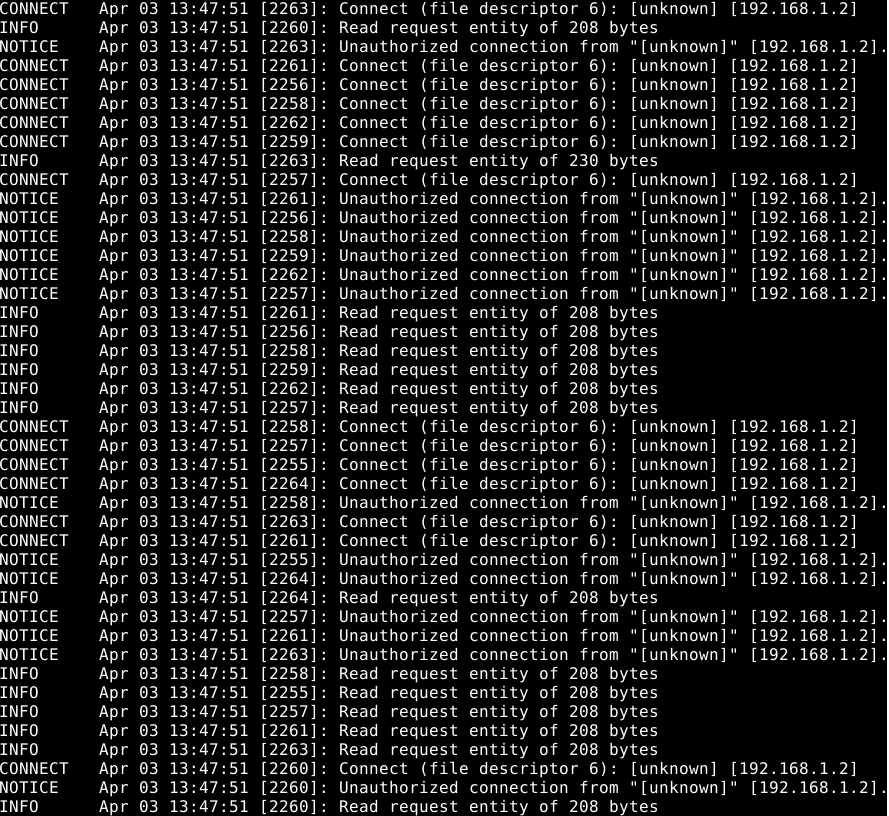 CONNECT   Apr 03 13:47:51 [2263]: Connect (file descriptor 6): [unknown] [192.168.1.2]
INFO      Apr 03 13:47:51 [2260]: Read request entity of 208 bytes
NOTICE    Apr 03 13:47:51 [2263]: Unauthorized connection from "[unknown]" [192.168.1.2].
CONNECT   Apr 03 13:47:51 [2261]: Connect (file descriptor 6): [unknown] [192.168.1.2]
CONNECT   Apr 03 13:47:51 [2256]: Connect (file descriptor 6): [unknown] [192.168.1.2]
CONNECT   Apr 03 13:47:51 [2258]: Connect (file descriptor 6): [unknown] [192.168.1.2]
CONNECT   Apr 03 13:47:51 [2262]: Connect (file descriptor 6): [unknown] [192.168.1.2]
CONNECT   Apr 03 13:47:51 [2259]: Connect (file descriptor 6): [unknown] [192.168.1.2]
INFO      Apr 03 13:47:51 [2263]: Read request entity of 230 bytes
CONNECT   Apr 03 13:47:51 [2257]: Connect (file descriptor 6): [unknown] [192.168.1.2]
NOTICE    Apr 03 13:47:51 [2261]: Unauthorized connection from "[unknown]" [192.168.1.2].
NOTICE    Apr 03 13:47:51 [2256]: Unauthorized connection from "[unknown]" [192.168.1.2].
NOTICE    Apr 03 13:47:51 [2258]: Unauthorized connection from "[unknown]" [192.168.1.2].
NOTICE    Apr 03 13:47:51 [2259]: Unauthorized connection from "[unknown]" [192.168.1.2].
NOTICE    Apr 03 13:47:51 [2262]: Unauthorized connection from "[unknown]" [192.168.1.2].
NOTICE    Apr 03 13:47:51 [2257]: Unauthorized connection from "[unknown]" [192.168.1.2].
INFO      Apr 03 13:47:51 [2261]: Read request entity of 208 bytes
INFO      Apr 03 13:47:51 [2256]: Read request entity of 208 bytes
INFO      Apr 03 13:47:51 [2258]: Read request entity of 208 bytes
INFO      Apr 03 13:47:51 [2259]: Read request entity of 208 bytes
INFO      Apr 03 13:47:51 [2262]: Read request entity of 208 bytes
INFO      Apr 03 13:47:51 [2257]: Read request entity of 208 bytes
CONNECT   Apr 03 13:47:51 [2258]: Connect (file descriptor 6): [unknown] [192.168.1.2]
CONNECT   Apr 03 13:47:51 [2257]: Connect (file descriptor 6): [unknown] [192.168.1.2]
CONNECT   Apr 03 13:47:51 [2255]: Connect (file descriptor 6): [unknown] [192.168.1.2]
CONNECT   Apr 03 13:47:51 [2264]: Connect (file descriptor 6): [unknown] [192.168.1.2]
NOTICE    Apr 03 13:47:51 [2258]: Unauthorized connection from "[unknown]" [192.168.1.2].
CONNECT   Apr 03 13:47:51 [2263]: Connect (file descriptor 6): [unknown] [192.168.1.2]
CONNECT   Apr 03 13:47:51 [2261]: Connect (file descriptor 6): [unknown] [192.168.1.2]
NOTICE    Apr 03 13:47:51 [2255]: Unauthorized connection from "[unknown]" [192.168.1.2].
NOTICE    Apr 03 13:47:51 [2264]: Unauthorized connection from "[unknown]" [192.168.1.2].
INFO      Apr 03 13:47:51 [2264]: Read request entity of 208 bytes
NOTICE    Apr 03 13:47:51 [2257]: Unauthorized connection from "[unknown]" [192.168.1.2].
NOTICE    Apr 03 13:47:51 [2261]: Unauthorized connection from "[unknown]" [192.168.1.2].
NOTICE    Apr 03 13:47:51 [2263]: Unauthorized connection from "[unknown]" [192.168.1.2].
INFO      Apr 03 13:47:51 [2258]: Read request entity of 208 bytes
INFO      Apr 03 13:47:51 [2255]: Read request entity of 208 bytes
INFO      Apr 03 13:47:51 [2257]: Read request entity of 208 bytes
INFO      Apr 03 13:47:51 [2261]: Read request entity of 208 bytes
INFO      Apr 03 13:47:51 [2263]: Read request entity of 208 bytes
CONNECT   Apr 03 13:47:51 [2260]: Connect (file descriptor 6): [unknown] [192.168.1.2]
NOTICE    Apr 03 13:47:51 [2260]: Unauthorized connection from "[unknown]" [192.168.1.2].
INFO      Apr 03 13:47:51 [2260]: Read request entity of 208 bytes